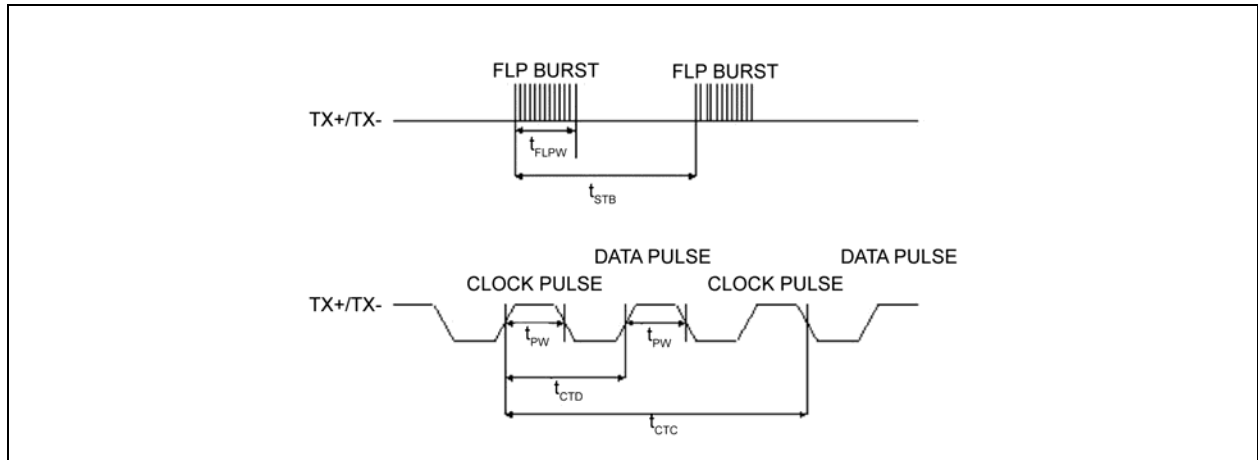 FLP BURST FLP BURST
TX+/TX-
tFLPW
tSTB
DATA PULSE DATA PULSE
CLOCK PULSE CLOCK PULSE
TX+/TX-
tPW tPW
tCTD
tCTC